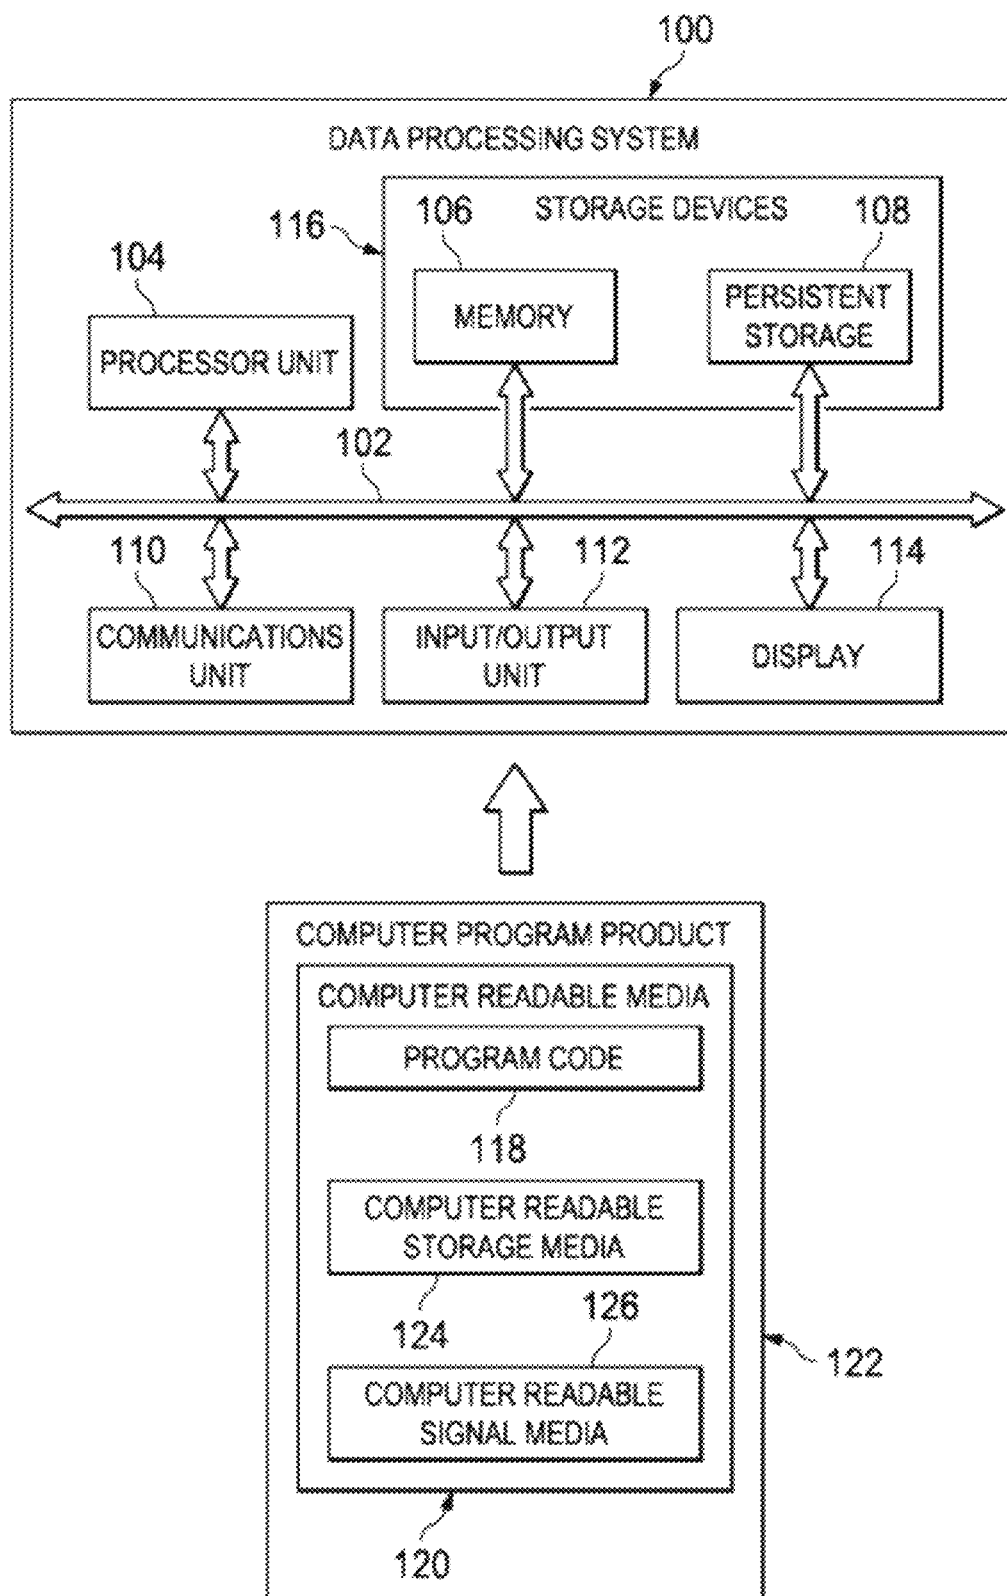 100
DATA PROCESSING SYSTEM
116
106
STORAGE DEVICES
108
104
MEMORY
PERSISTENT
STORAGE
PROCESSOR UNIT
102
110
112
114
COMMUNICATIONS
UNIT
INPUT/OUTPUT
UNIT
DISPLAY
COMPUTER PROGRAM PRODUCT
COMPUTER READABLE MEDIA
PROGRAM CODE
118
COMPUTER READABLE
STORAGE MEDIA
124
126
122
COMPUTER READABLE
SIGNAL MEDIA
120